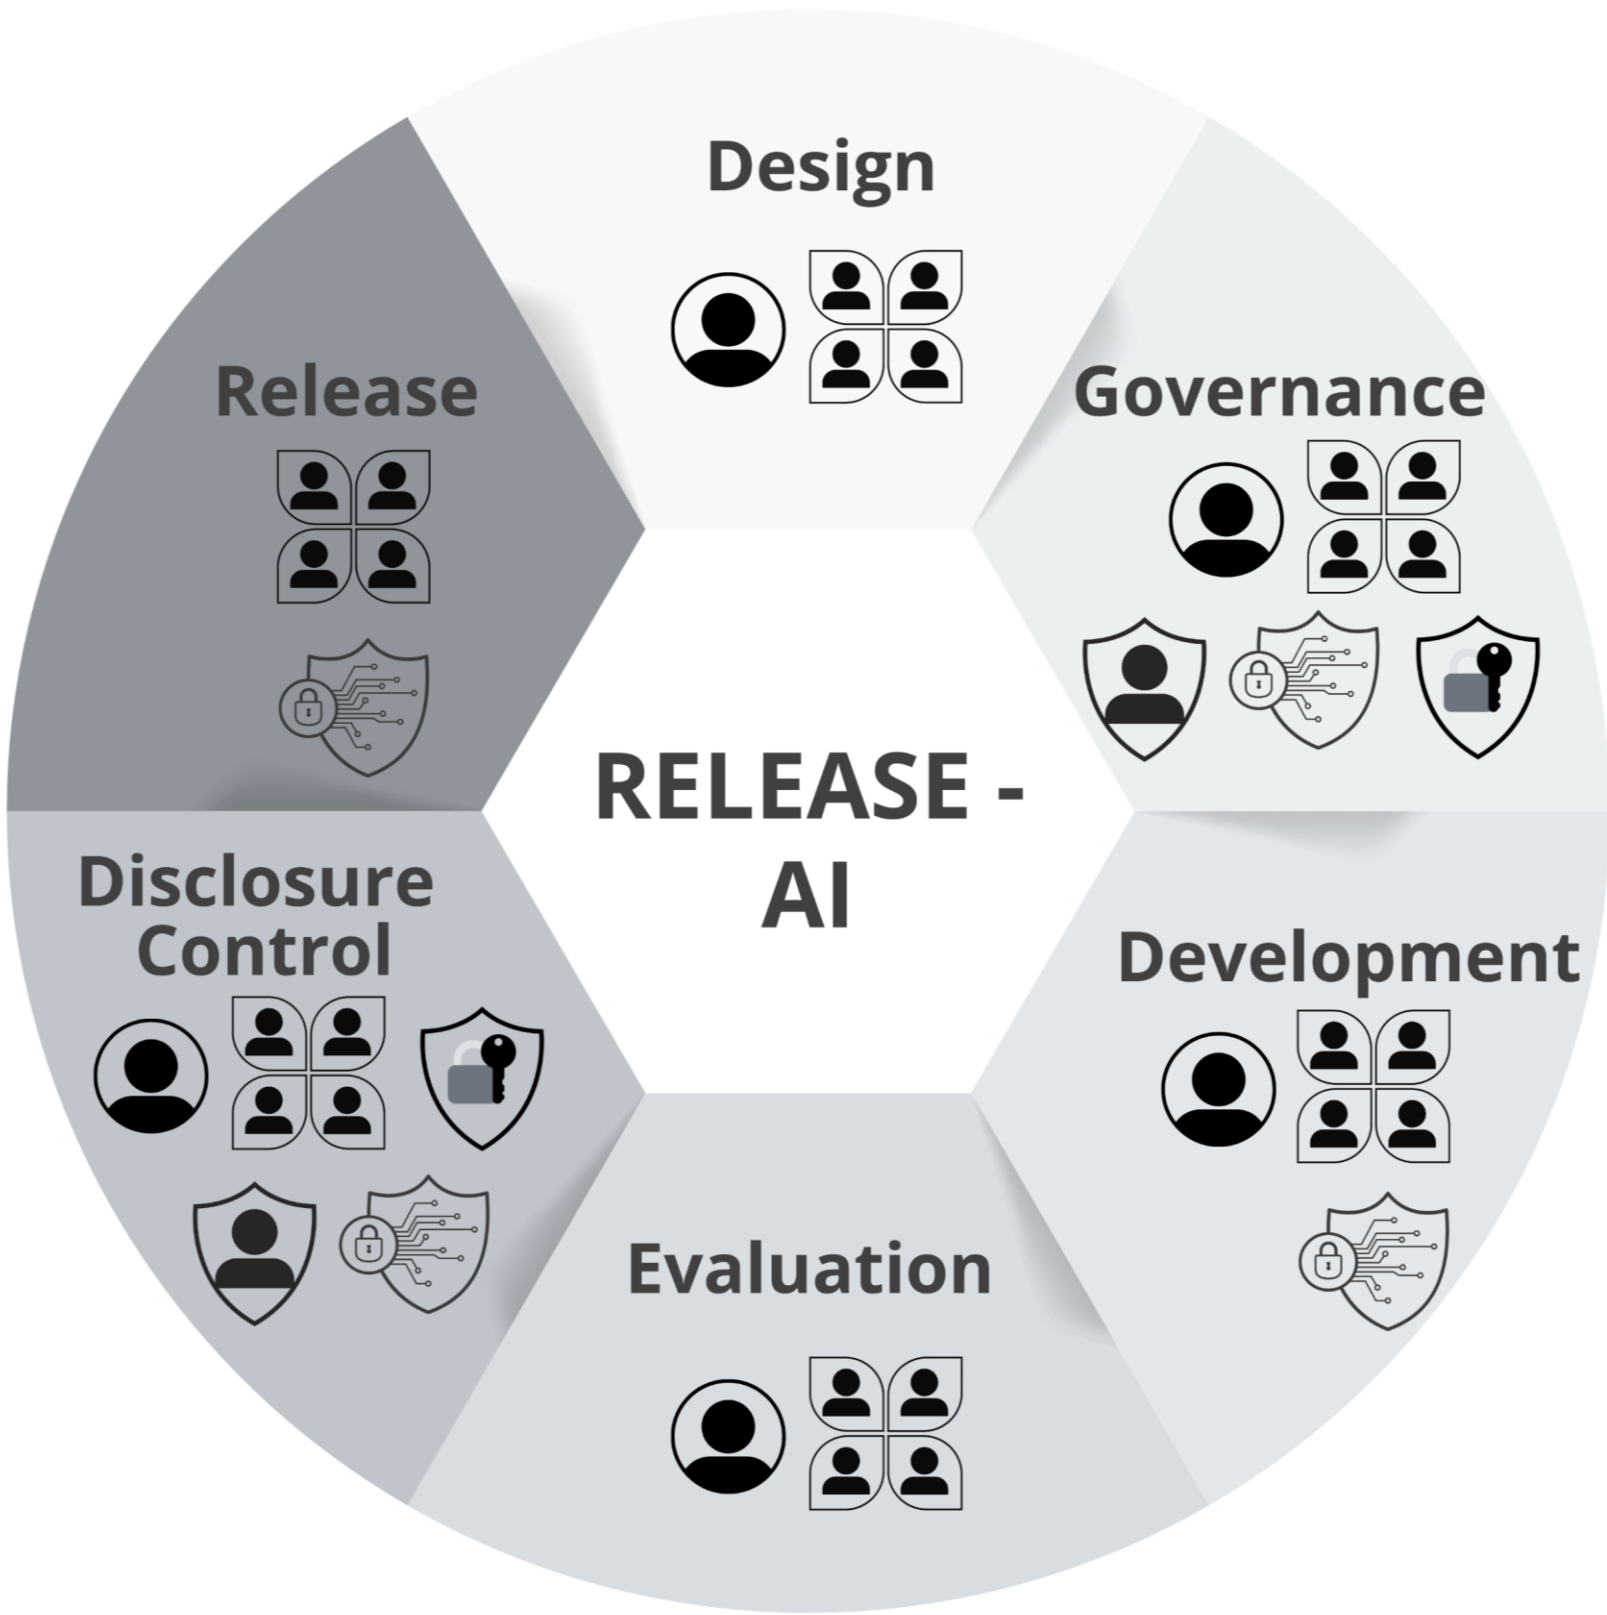 Design
Governance
Development
Evaluation
Disclosure
Control
Release
RELEASE -
AI